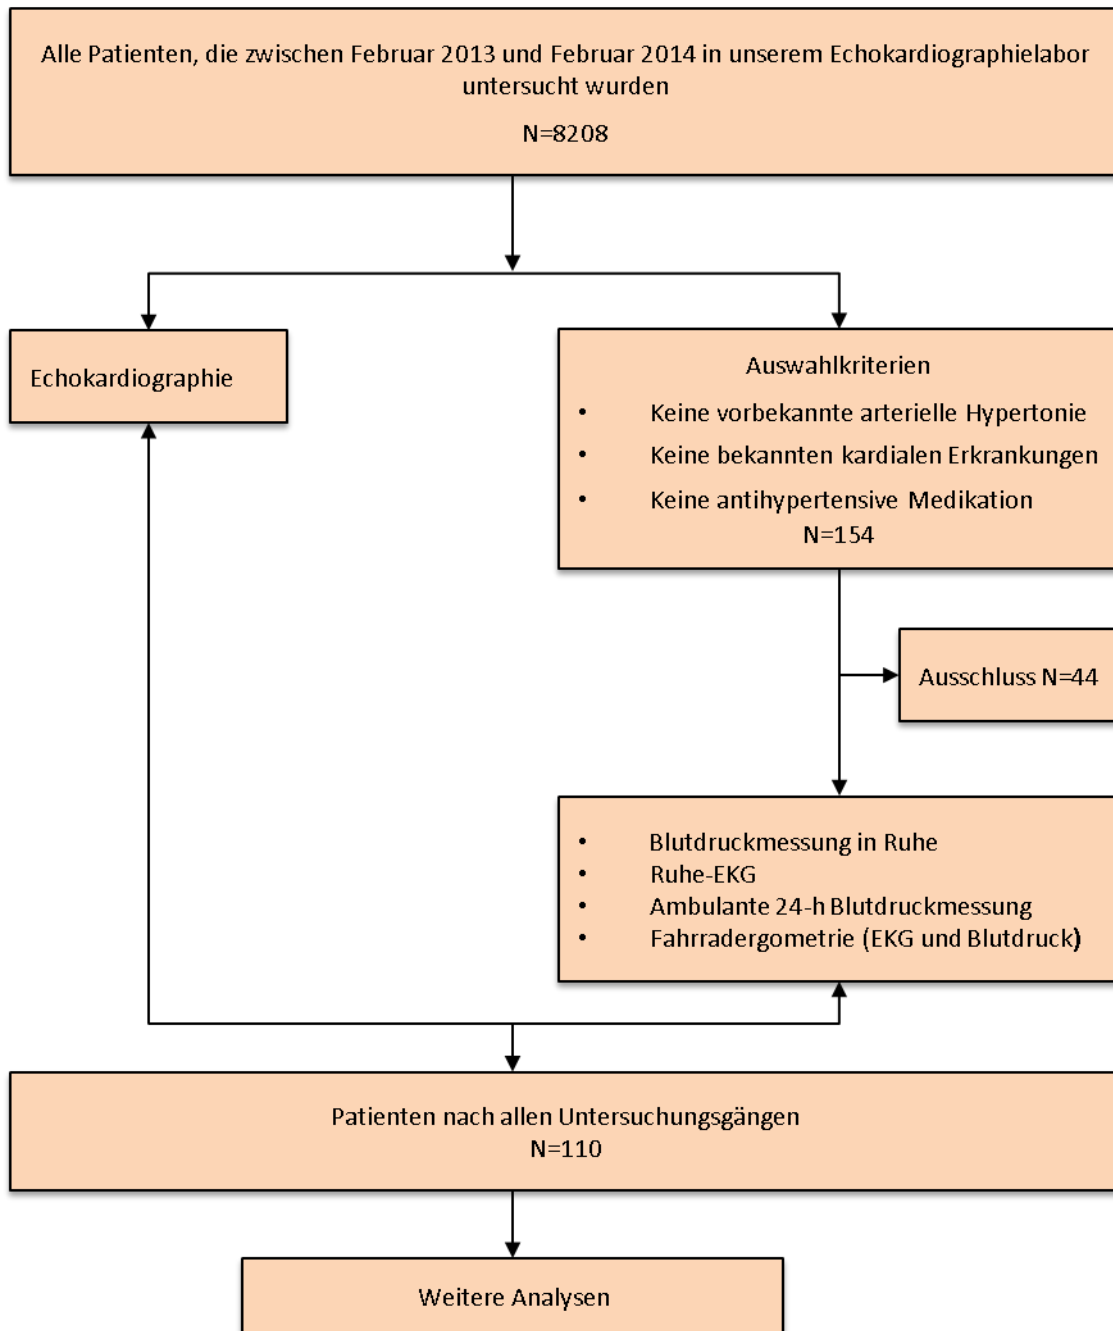 Alle Patienten, die zwischen Februar 2013 und Februar 2014 in unserem Echokardiographielabor
untersucht wurden
N=8208
Echokardiographie
Auswahlkriterien
• Keine vorbekannte arterielle Hypertonie
• Keine bekannten kardialen Erkrankungen
• Keine antihypertensive Medikation
N=154
Ausschluss N=44
• Blutdruckmessung in Ruhe
• Ruhe-EKG
• Ambulante 24-h Blutdruckmessung
• Fahrradergometrie (EKG und Blutdruck)
Patienten nach allen Untersuchungsgängen
N=110
Weitere Analysen